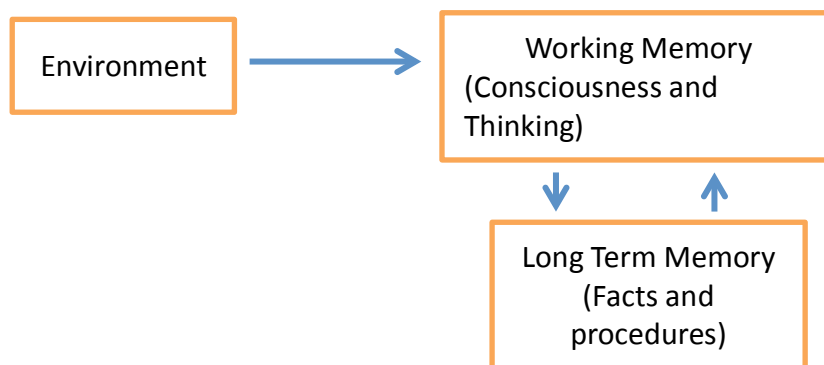 Environment
Working Memory
(Consciousness and
Thinking)
Long Term Memory
(Facts and
procedures)